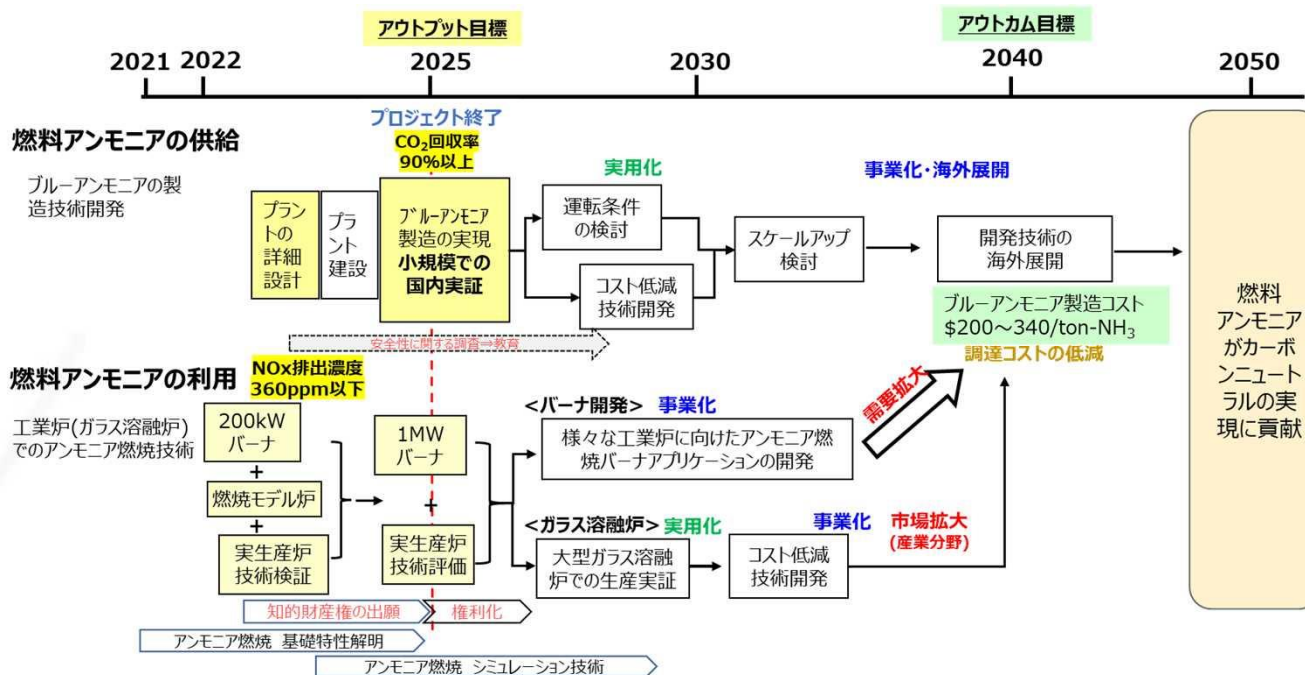 アウトプット目標
アウトカム目標
2021 2022 2025 2030 2040 2050
プロジェクト終了
燃料アンモニアの供給
CO₂回収率
90%以上
ブルーアンモニアの製
造技術開発
実用化
事業化・海外展開
プラン
トの
詳細
設計
プラ
ント
建設
ブルーアンモニア
製造の実現
小規模での
国内実証
運転条件
の検討
コスト低減
技術開発
スケールアップ
検討
開発技術の
海外展開
ブルーアンモニア製造コスト
$200~340/ton-NH₃
調達コストの低減
安全性に関する調査⇒教育
燃料
アンモニア
がカーボ
ンニュート
ラルの実
現に貢献
燃料アンモニアの利用
NOx排出濃度
360ppm以下
工業炉(ガラス溶融炉)
でのアンモニア燃焼技術
200kW
バーナ
+
燃焼モデル炉
+
実生産炉
技術検証
1MW
バーナ
+
実生産炉
技術評価
<バーナ開発> 事業化
様々な工業炉に向けたアンモニア燃
焼バーナアプリケーションの開発
需要拡大
<ガラス溶融炉> 実用化
大型ガラス溶融
炉での生産実証
事業化
コスト低減
技術開発
市場拡大
(産業分野)
知的財産権の出願
権利化
アンモニア燃焼 基礎特性解明
アンモニア燃焼 シミュレーション技術